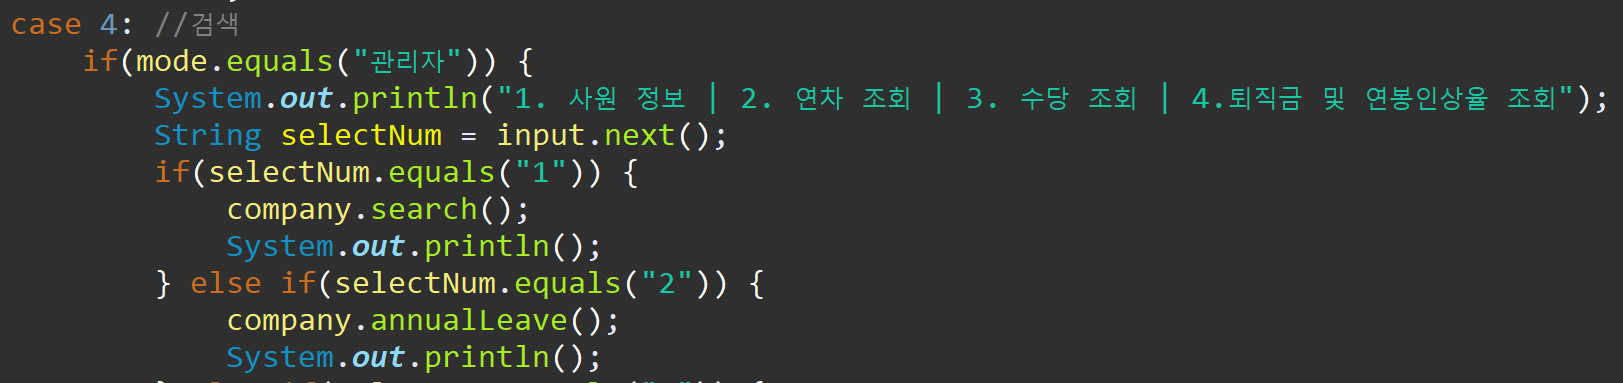 case 4: //검색
if(mode.equals("관리자")) {
System.out.println("1. 사원 정보 | 2. 연차 조회 | 3. 수당 조회 | 4.퇴직금 및 연봉인상율 조회");
String selectNum = input.next();
if(selectNum.equals("1")) {
company.search();
System.out.println();
} else if(selectNum.equals("2")) {
company.annualLeave();
System.out.println();